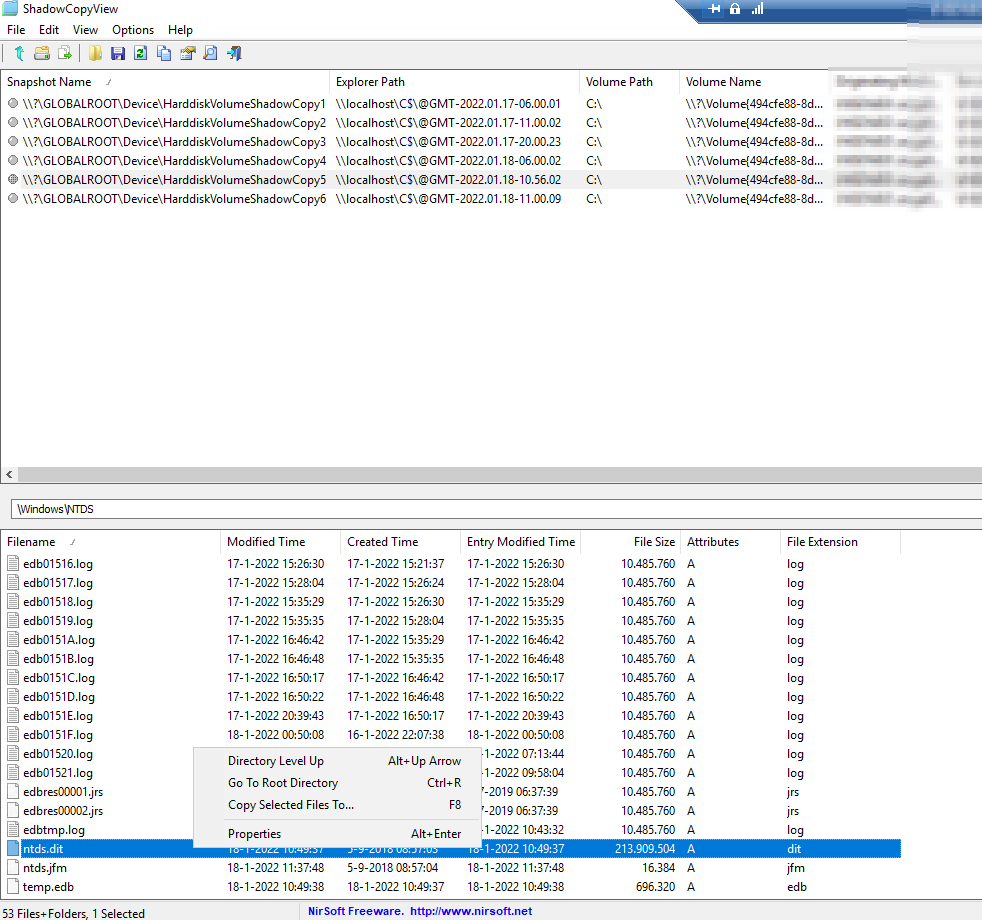 ShadowCopyView
File Edit View Options Help
Snapshot Name Explorer Path Volume Path Volume Name
\\?\GLOBALROOT\Device\HarddiskVolumeShadowCopy1 \\localhost\C$\@GMT-2022.01.17-06.00.01 C:\ \\?\Volume{494cfe88-8d...
\\?\GLOBALROOT\Device\HarddiskVolumeShadowCopy2 \\localhost\C$\@GMT-2022.01.17-11.00.02 C:\ \\?\Volume{494cfe88-8d...
\\?\GLOBALROOT\Device\HarddiskVolumeShadowCopy3 \\localhost\C$\@GMT-2022.01.17-20.00.23 C:\ \\?\Volume{494cfe88-8d...
\\?\GLOBALROOT\Device\HarddiskVolumeShadowCopy4 \\localhost\C$\@GMT-2022.01.18-06.00.02 C:\ \\?\Volume{494cfe88-8d...
\\?\GLOBALROOT\Device\HarddiskVolumeShadowCopy5 \\localhost\C$\@GMT-2022.01.18-10.56.02 C:\ \\?\Volume{494cfe88-8d...
\\?\GLOBALROOT\Device\HarddiskVolumeShadowCopy6 \\localhost\C$\@GMT-2022.01.18-11.00.09 C:\ \\?\Volume{494cfe88-8d...
\Windows\NTDS
Filename Modified Time Created Time Entry Modified Time File Size Attributes File Extension
edb01516.log 17-1-2022 15:26:30 17-1-2022 15:21:37 17-1-2022 15:26:30 10.485.760 A log
edb01517.log 17-1-2022 15:28:04 17-1-2022 15:26:24 17-1-2022 15:28:04 10.485.760 A log
edb01518.log 17-1-2022 15:35:29 17-1-2022 15:26:30 17-1-2022 15:35:29 10.485.760 A log
edb01519.log 17-1-2022 15:35:35 17-1-2022 15:28:04 17-1-2022 15:35:35 10.485.760 A log
edb0151A.log 17-1-2022 16:46:42 17-1-2022 15:35:29 17-1-2022 16:46:42 10.485.760 A log
edb0151B.log 17-1-2022 16:46:48 17-1-2022 15:35:35 17-1-2022 16:46:48 10.485.760 A log
edb0151C.log 17-1-2022 16:50:17 17-1-2022 16:46:42 17-1-2022 16:50:17 10.485.760 A log
edb0151D.log 17-1-2022 16:50:22 17-1-2022 16:46:48 17-1-2022 16:50:22 10.485.760 A log
edb0151E.log 17-1-2022 20:39:43 17-1-2022 16:50:17 17-1-2022 20:39:43 10.485.760 A log
edb0151F.log 18-1-2022 00:50:08 16-1-2022 22:07:38 18-1-2022 00:50:08 10.485.760 A log
edb01520.log -1-2022 07:13:44 10.485.760 A log
edb01521.log -1-2022 09:58:04 10.485.760 A log
edbres00001.jrs 7-2019 06:37:39 10.485.760 A jrs
edbres00002.jrs 7-2019 06:37:39 10.485.760 A jrs
edbtmp.log -1-2022 10:43:32 10.485.760 A log
Directory Level Up Alt+Up Arrow
Go To Root Directory Ctrl+R
Copy Selected Files To... F8
Properties Alt+Enter
ntds.dit 18-1-2022 10:49:37 5-9-2018 08:57:03 18-1-2022 10:49:37 213.909.504 A dit
ntds.jfm 18-1-2022 11:37:48 5-9-2018 08:57:04 18-1-2022 11:37:48 16.384 A jfm
temp.edb 18-1-2022 10:49:38 18-1-2022 10:49:37 18-1-2022 10:49:38 696.320 A edb
53 Files+Folders, 1 Selected NirSoft Freeware. http://www.nirsoft.net